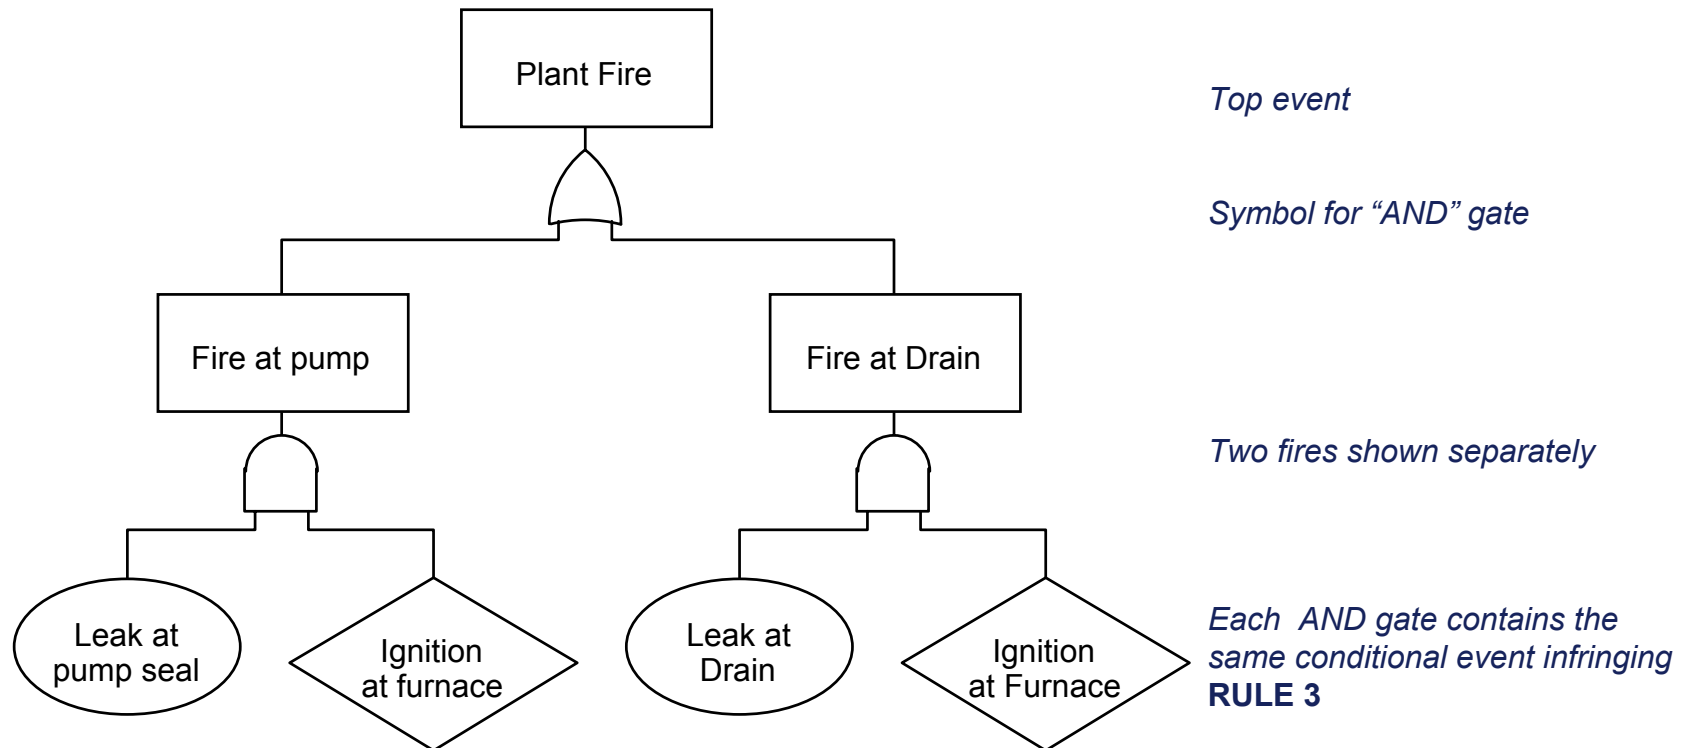 Plant Fire
Top event
Symbol for “AND” gate
Fire at pump
Fire at Drain
Two fires shown separately
Leak at
pump seal
Ignition
at furnace
Leak at
Drain
Ignition
at Furnace
Each  AND gate contains the
same conditional event infringing
RULE 3